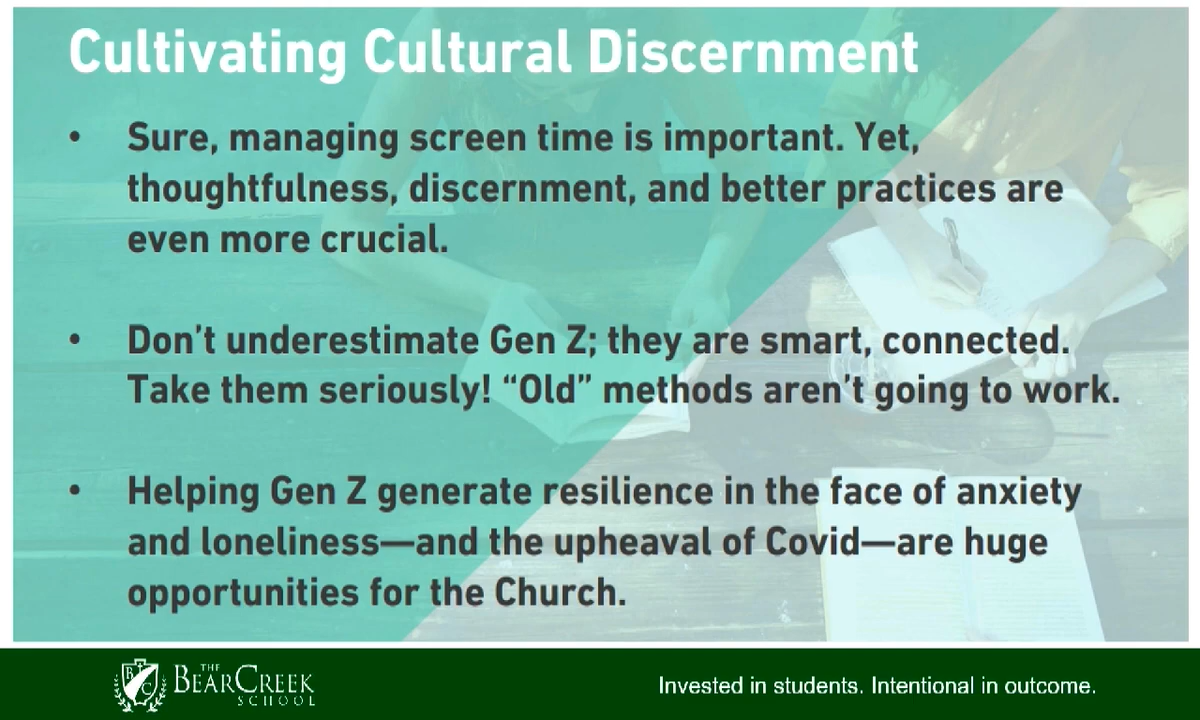 Cultivating Cultural Discernment
• Sure, managing screen time is important. Yet,
thoughtfulness, discernment, and better practices are
even more crucial.
• Don't underestimate Gen Z; they are smart, connected.
Take them seriously! “Old” methods aren't going to work.
• Helping Gen Z generate resilience in the face of anxiety
and loneliness—and the upheaval of Covid—are huge
opportunities for the Church.
B
C
THE
BEAR CREEK
SCHOOL
Invested in students. Intentional in outcome.